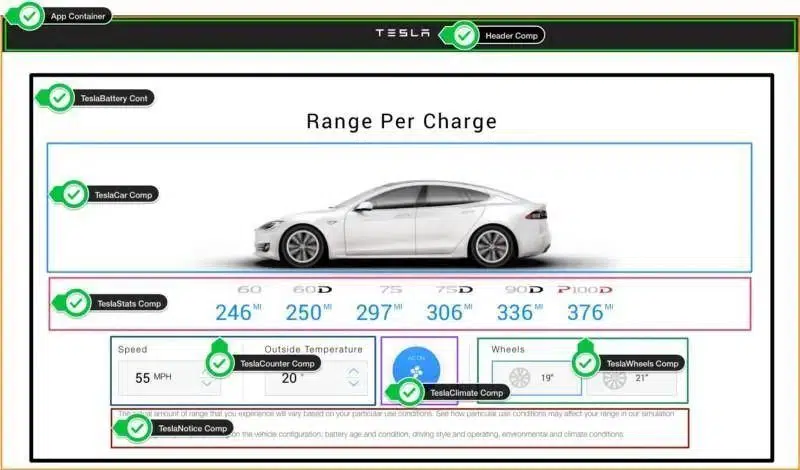 App Container
TESLA
Header Comp
TeslaBattery Cont
Range Per Charge
TeslaCar Comp
60 60D 75 75D 90D P100D
TeslaStats Comp
246 MI 250 MI 297 MI 306 MI 336 MI 376 MI
Speed
Outside Temperature
AC ON
Wheels
TeslaCounter Comp
TeslaWheels Comp
55 MPH
20 °
19"
21"
TeslaClimate Comp
The actual amount of range that you experience will vary based on your particular use conditions. See how particular use conditions may affect your range in our simulation
TeslaNotice Comp
on the vehicle configuration, battery age and condition, driving style and operating, environmental and climate conditions.